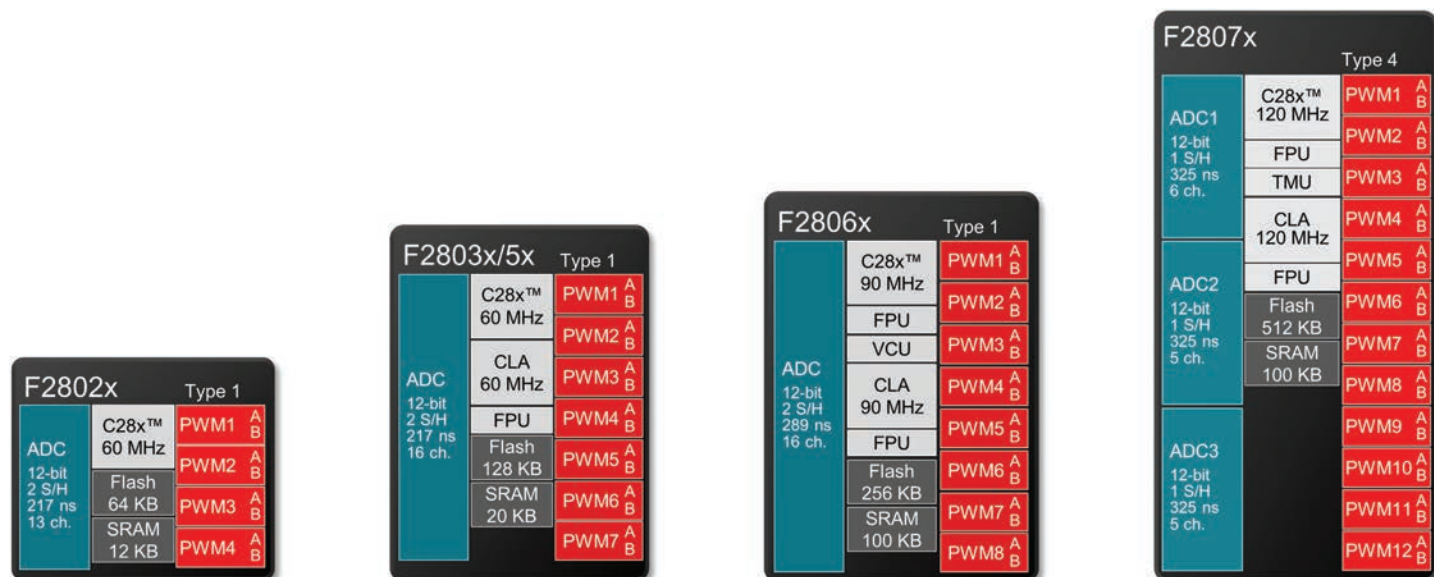 F2802x
Type 1
ADC
12-bit
2 S/H
217 ns
13 ch.
C28x™
60 MHz
Flash
64 KB
SRAM
12 KB
PWM1 A B
PWM2 A B
PWM3 A B
PWM4 A B
F2803x/5x
Type 1
ADC
12-bit
2 S/H
217 ns
16 ch.
C28x™
60 MHz
CLA
60 MHz
FPU
Flash
128 KB
SRAM
20 KB
PWM1 A B
PWM2 A B
PWM3 A B
PWM4 A B
PWM5 A B
PWM6 A B
PWM7 A B
F2806x
Type 1
ADC
12-bit
2 S/H
289 ns
16 ch.
C28x™
90 MHz
FPU
VCU
CLA
90 MHz
FPU
Flash
256 KB
SRAM
100 KB
PWM1 A B
PWM2 A B
PWM3 A B
PWM4 A B
PWM5 A B
PWM6 A B
PWM7 A B
PWM8 A B
F2807x
Type 4
ADC1
12-bit
1 S/H
325 ns
6 ch.
ADC2
12-bit
1 S/H
325 ns
5 ch.
ADC3
12-bit
1 S/H
325 ns
5 ch.
C28x™
120 MHz
FPU
TMU
CLA
120 MHz
FPU
Flash
512 KB
SRAM
100 KB
PWM1 A B
PWM2 A B
PWM3 A B
PWM4 A B
PWM5 A B
PWM6 A B
PWM7 A B
PWM8 A B
PWM9 A B
PWM10 A B
PWM11 A B
PWM12 A B